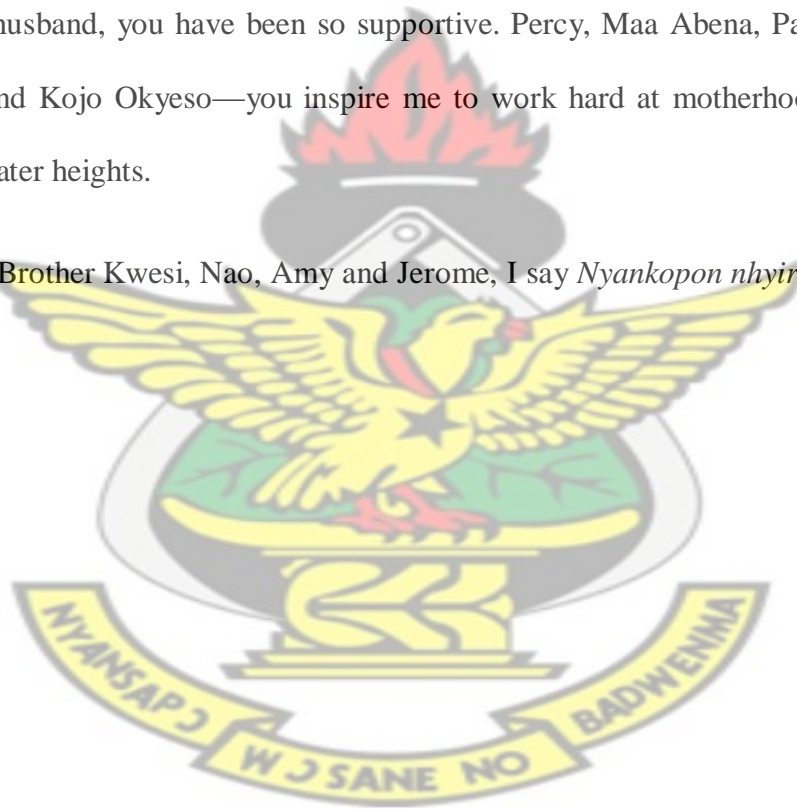 husband, you have been so supportive. Percy, Maa Abena, Pa
nd Kojo Okyeso—you inspire me to work hard at motherhoo
ater heights.
Brother Kwesi, Nao, Amy and Jerome, I say Nyankopon nhyir
NYANSAPƆ
WƆSANE NO
BADWENMA